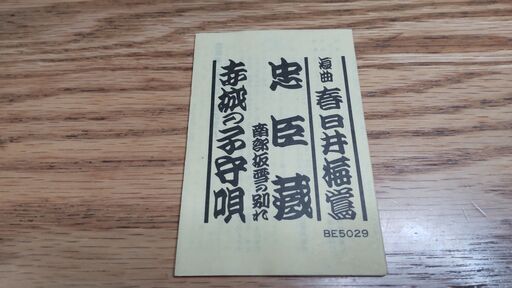 浪曲 春日井梅鶯
忠臣蔵
南部坂雪の別れ
赤城の子守唄
BE5029